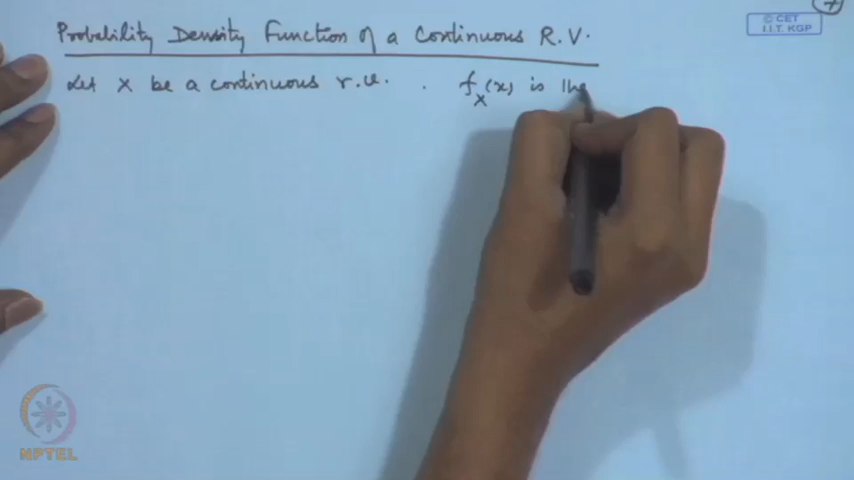 Probability Density Function of a Continuous R.V.
© CET
I.I.T. KGP
Let X be a continuous r.v. . f_X(x) is the
NPTEL